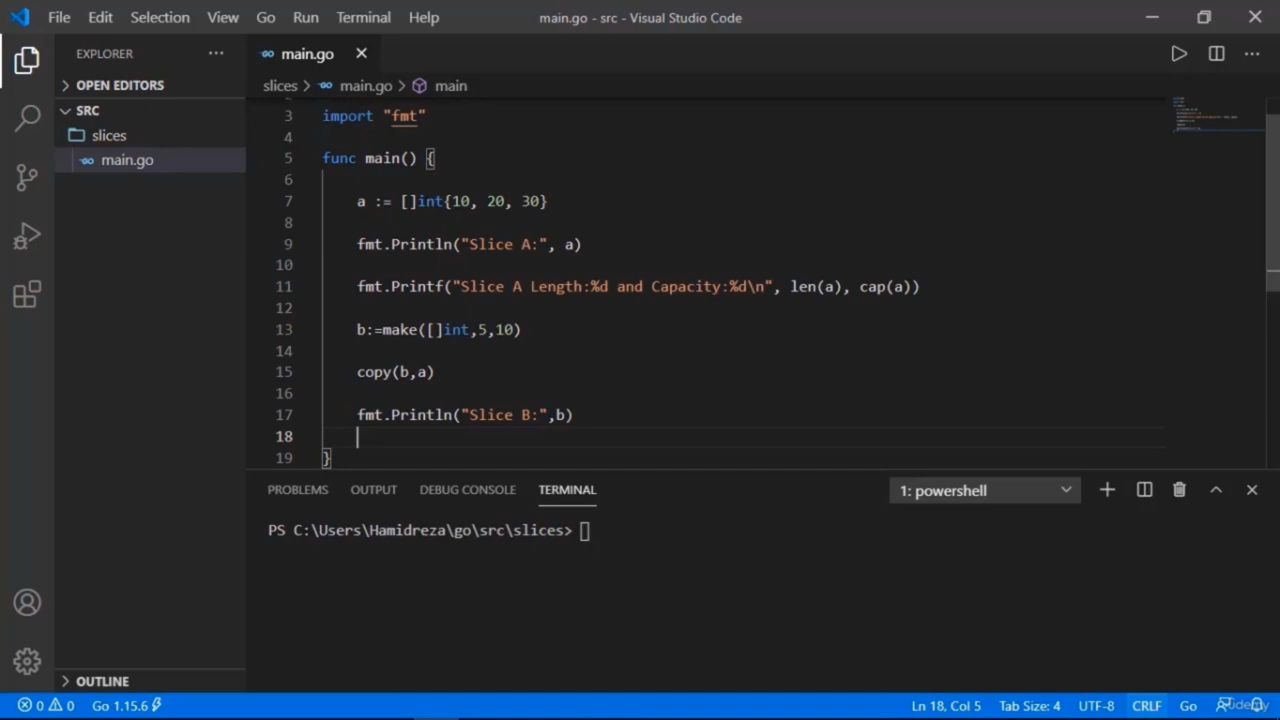 File Edit Selection View Go Run Terminal Help main.go - src - Visual Studio Code
EXPLORER
OPEN EDITORS
SRC
slices
main.go
main.go
slices main.go main
3 import "fmt"
4
5 func main() {
6
7 a := []int{10, 20, 30}
8
9 fmt.Println("Slice A:", a)
10
11 fmt.Printf("Slice A Length:%d and Capacity:%d\n", len(a), cap(a))
12
13 b:=make([]int,5,10)
14
15 copy(b,a)
16
17 fmt.Println("Slice B:",b)
18
19 }
PROBLEMS OUTPUT DEBUG CONSOLE TERMINAL 1: powershell
PS C:\Users\Hamidreza\go\src\slices>
OUTLINE
0 0 Go 1.15.6 Ln 18, Col 5 Tab Size: 4 UTF-8 CRLF Go
Udemy